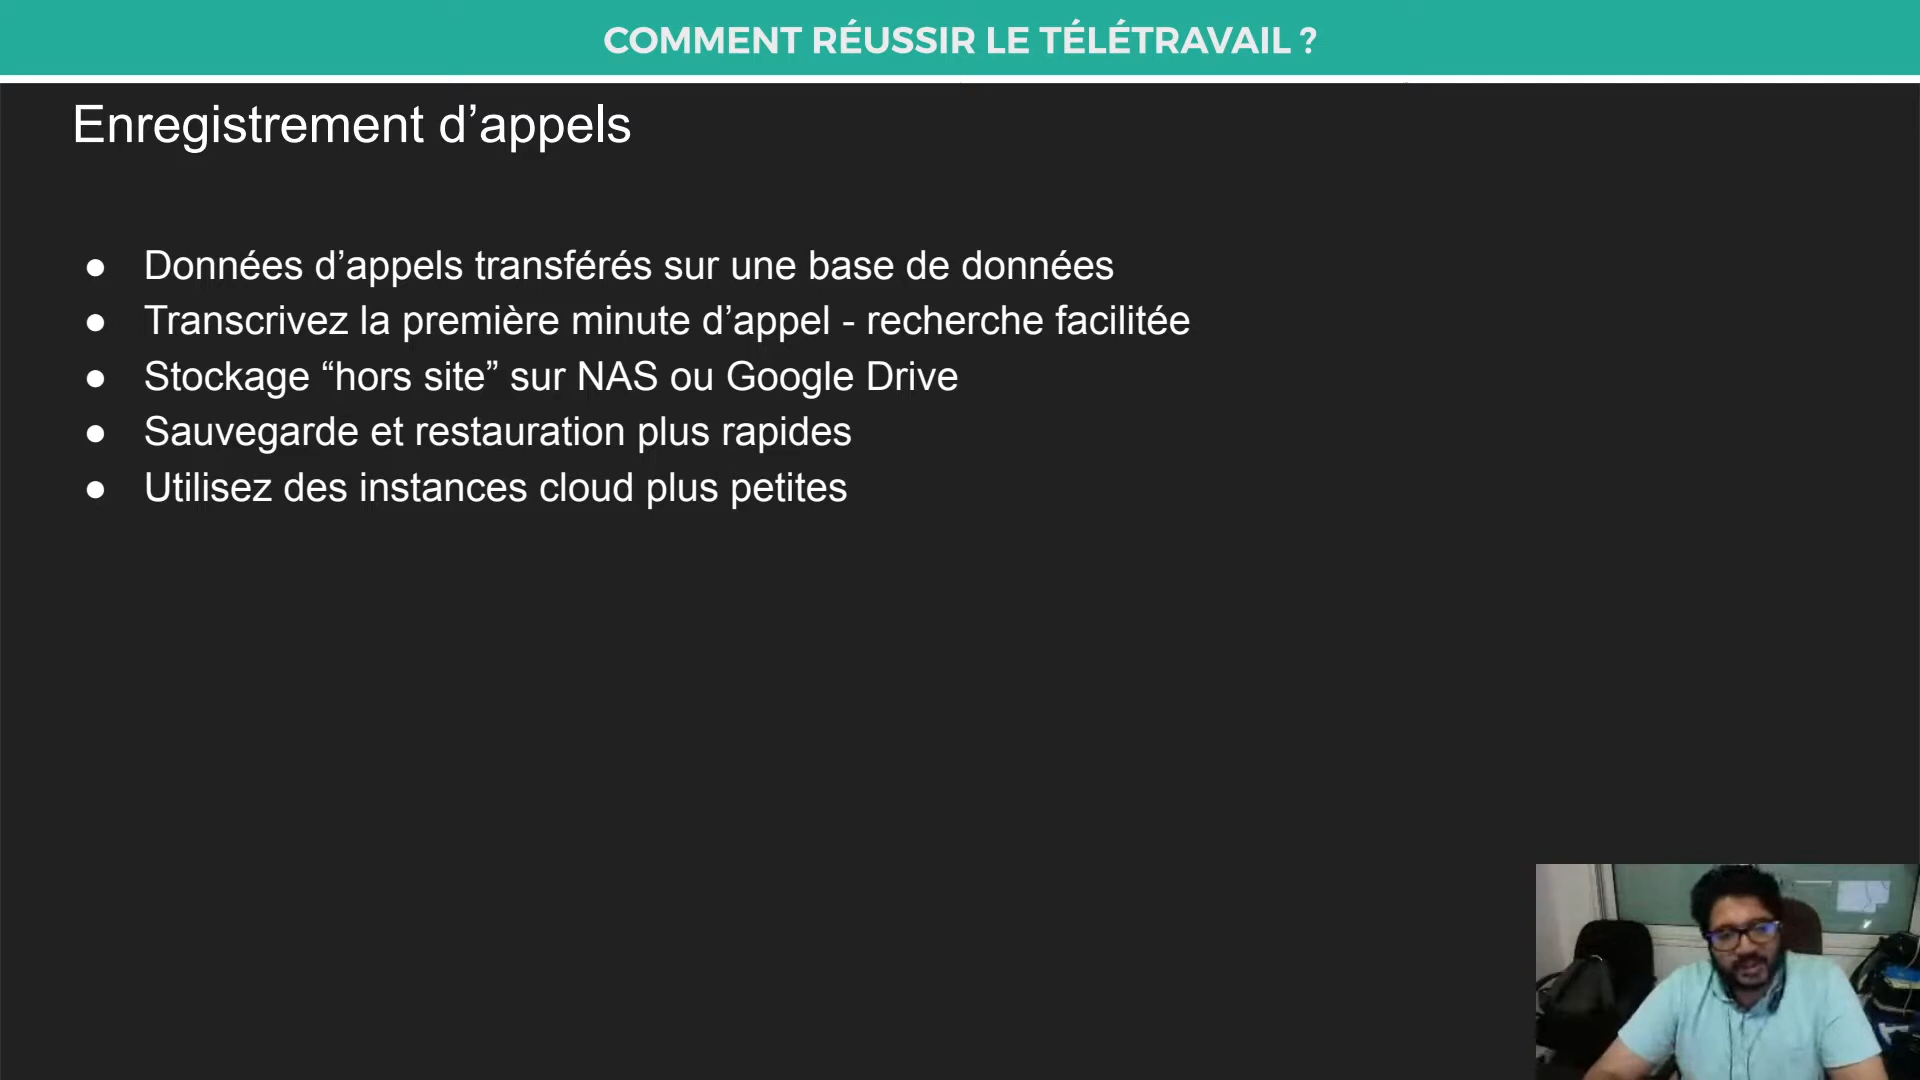 COMMENT RÉUSSIR LE TÉLÉTRAVAIL ?
Enregistrement d’appels
● Données d’appels transférés sur une base de données
● Transcrivez la première minute d’appel - recherche facilitée
● Stockage “hors site” sur NAS ou Google Drive
● Sauvegarde et restauration plus rapides
● Utilisez des instances cloud plus petites